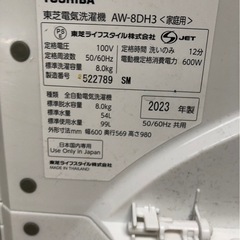 TOSHIBA
東芝電気洗濯機 AW-8DH3 <家庭用>
東芝ライフスタイル株式会社 JET
定格電圧 100V 定格時間 洗いのみ 12分
定格周波数 50/60Hz 電動機定格消費電力 600W
定格洗濯容量 8.0kg
製造番号 522789 SM
種類 全自動電気洗濯機
標準脱水容量 8.0kg
標準水量 54L
標準使用水量 99L
外形寸法 mm 幅560×奥行569×高さ980
2023 年製
50/60Hz 共用
日本国内専用
Use Only in Japan
東芝ライフスタイル株式会社
MADE IN THAILAND